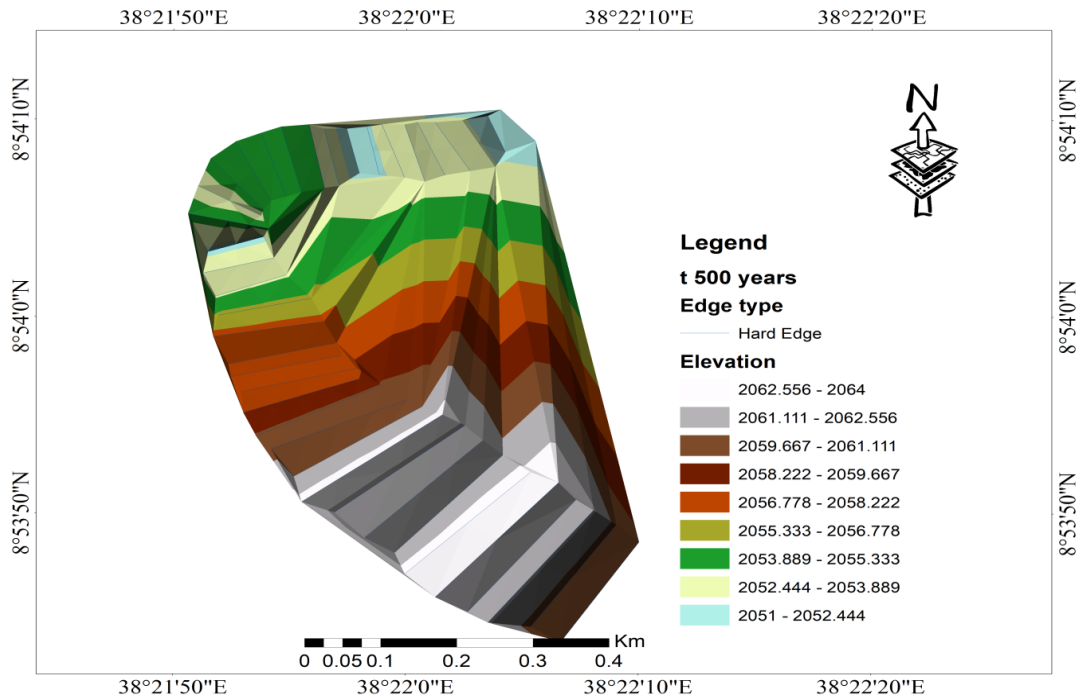 38°21'50"E 38°22'0"E 38°22'10"E 38°22'20"E
8°54'10"N 8°54'10"N
N
Legend
t 500 years
Edge type
Hard Edge
8°54'0"N 8°54'0"N
Elevation
2062.556 - 2064
2061.111 - 2062.556
2059.667 - 2061.111
2058.222 - 2059.667
2056.778 - 2058.222
8°53'50"N 8°53'50"N
2055.333 - 2056.778
2053.889 - 2055.333
2052.444 - 2053.889
2051 - 2052.444
Km
0 0.05 0.1 0.2 0.3 0.4
38°21'50"E 38°22'0"E 38°22'10"E 38°22'20"E